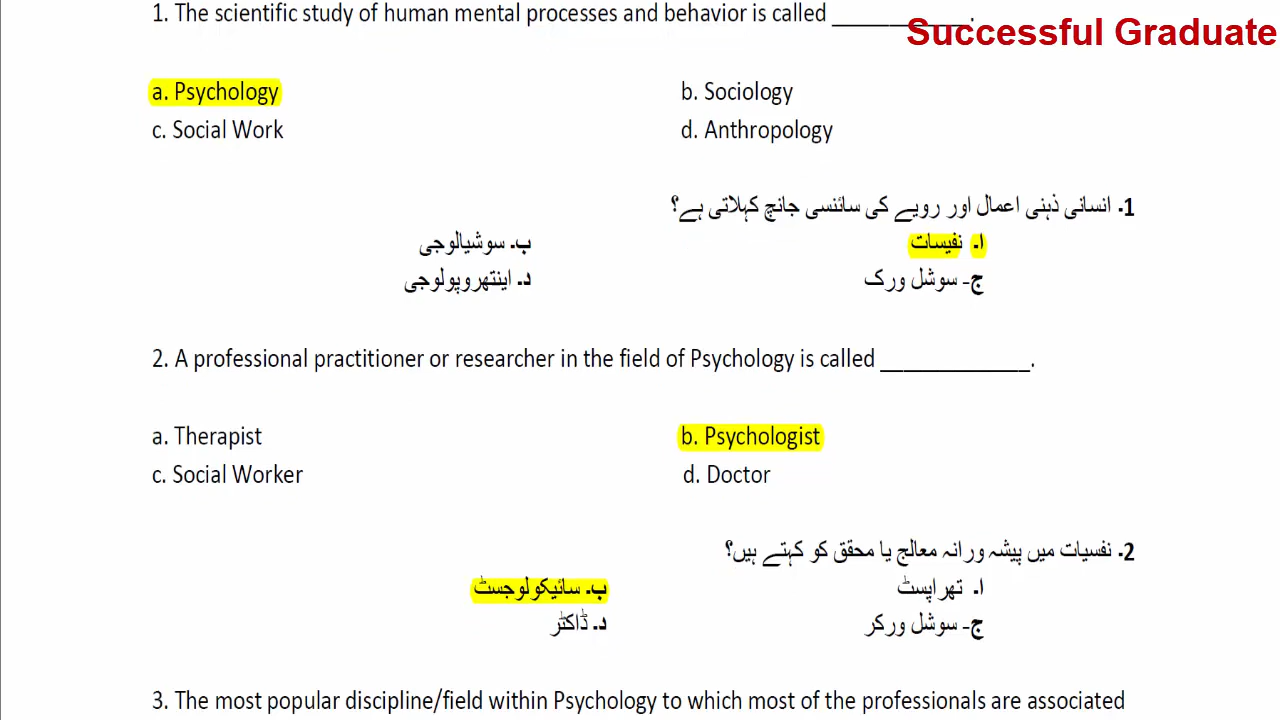 1. The scientific study of human mental processes and behavior is called ____________.
Successful Graduate
a. Psychology b. Sociology
c. Social Work d. Anthropology
1۔ انسانی ذہنی اعمال اور رویے کی سائنسی جانچ کہلاتی ہے؟
ا۔ نفیسات ب۔ سوشیالوجی
ج- سوشل ورک د۔ اینتھروپولوجی
2. A professional practitioner or researcher in the field of Psychology is called _____________.
a. Therapist b. Psychologist
c. Social Worker d. Doctor
2۔ نفسیات میں پیشہ ورانہ معالج یا محقق کو کہتے ہیں؟
ا۔ تھراپسٹ ب۔ سائیکولوجسٹ
ج- سوشل ورکر د۔ ڈاکٹر
3. The most popular discipline/field within Psychology to which most of the professionals are associated